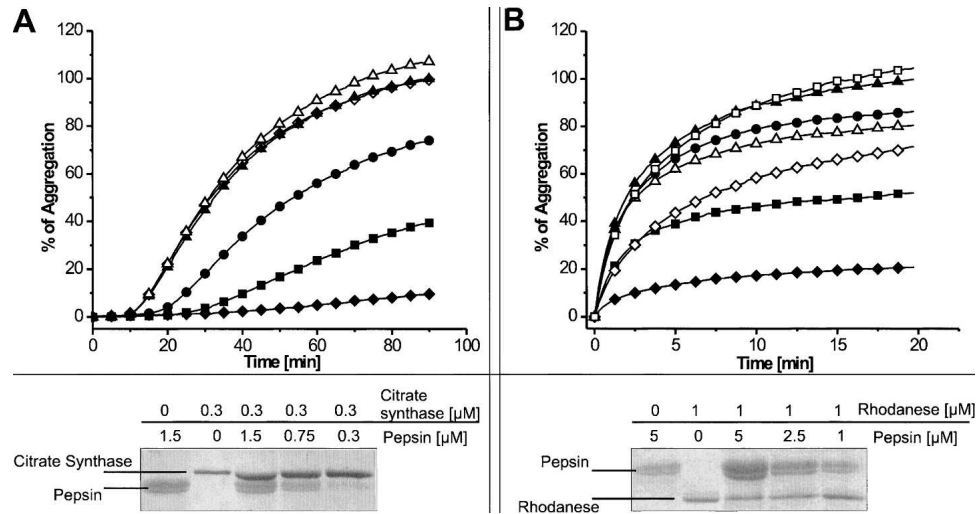 A
120
100
80
60
40
20
0
% of Aggregation
0 20 40 60 80 100
Time [min]
B
120
100
80
60
40
20
0
% of Aggregation
0 5 10 15 20
Time [min]
0 0.3 0.3 0.3 0.3 Citrate synthase [µM]
1.5 0 1.5 0.75 0.3 Pepsin [µM]
Citrate Synthase
Pepsin
0 1 1 1 1 Rhodanese [µM]
5 0 5 2.5 1 Pepsin [µM]
Pepsin
Rhodanese